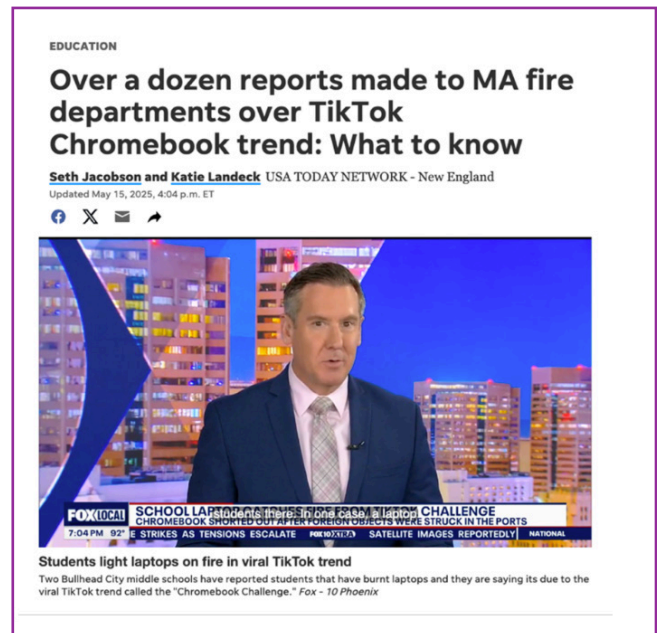 EDUCATION
Over a dozen reports made to MA fire
departments over TikTok
Chromebook trend: What to know
Seth Jacobson and Katie Landeck USA TODAY NETWORK - New England
Updated May 15, 2025, 4:04 p.m. ET
FOX LOCAL
SCHOOL CHALLENGE
students there. In one case, a laptop
CHROMEBOOK SHORTED OUT AFTER FOREIGN OBJECTS WERE STRUCK IN THE PORTS
7:04 PM 92° E STRIKES AS TENSIONS ESCALATE FOX10XTRA SATELLITE IMAGES REPORTEDLY NATIONAL
Students light laptops on fire in viral TikTok trend
Two Bullhead City middle schools have reported students that have burnt laptops and they are saying its due to the
viral TikTok trend called the "Chromebook Challenge." Fox - 10 Phoenix